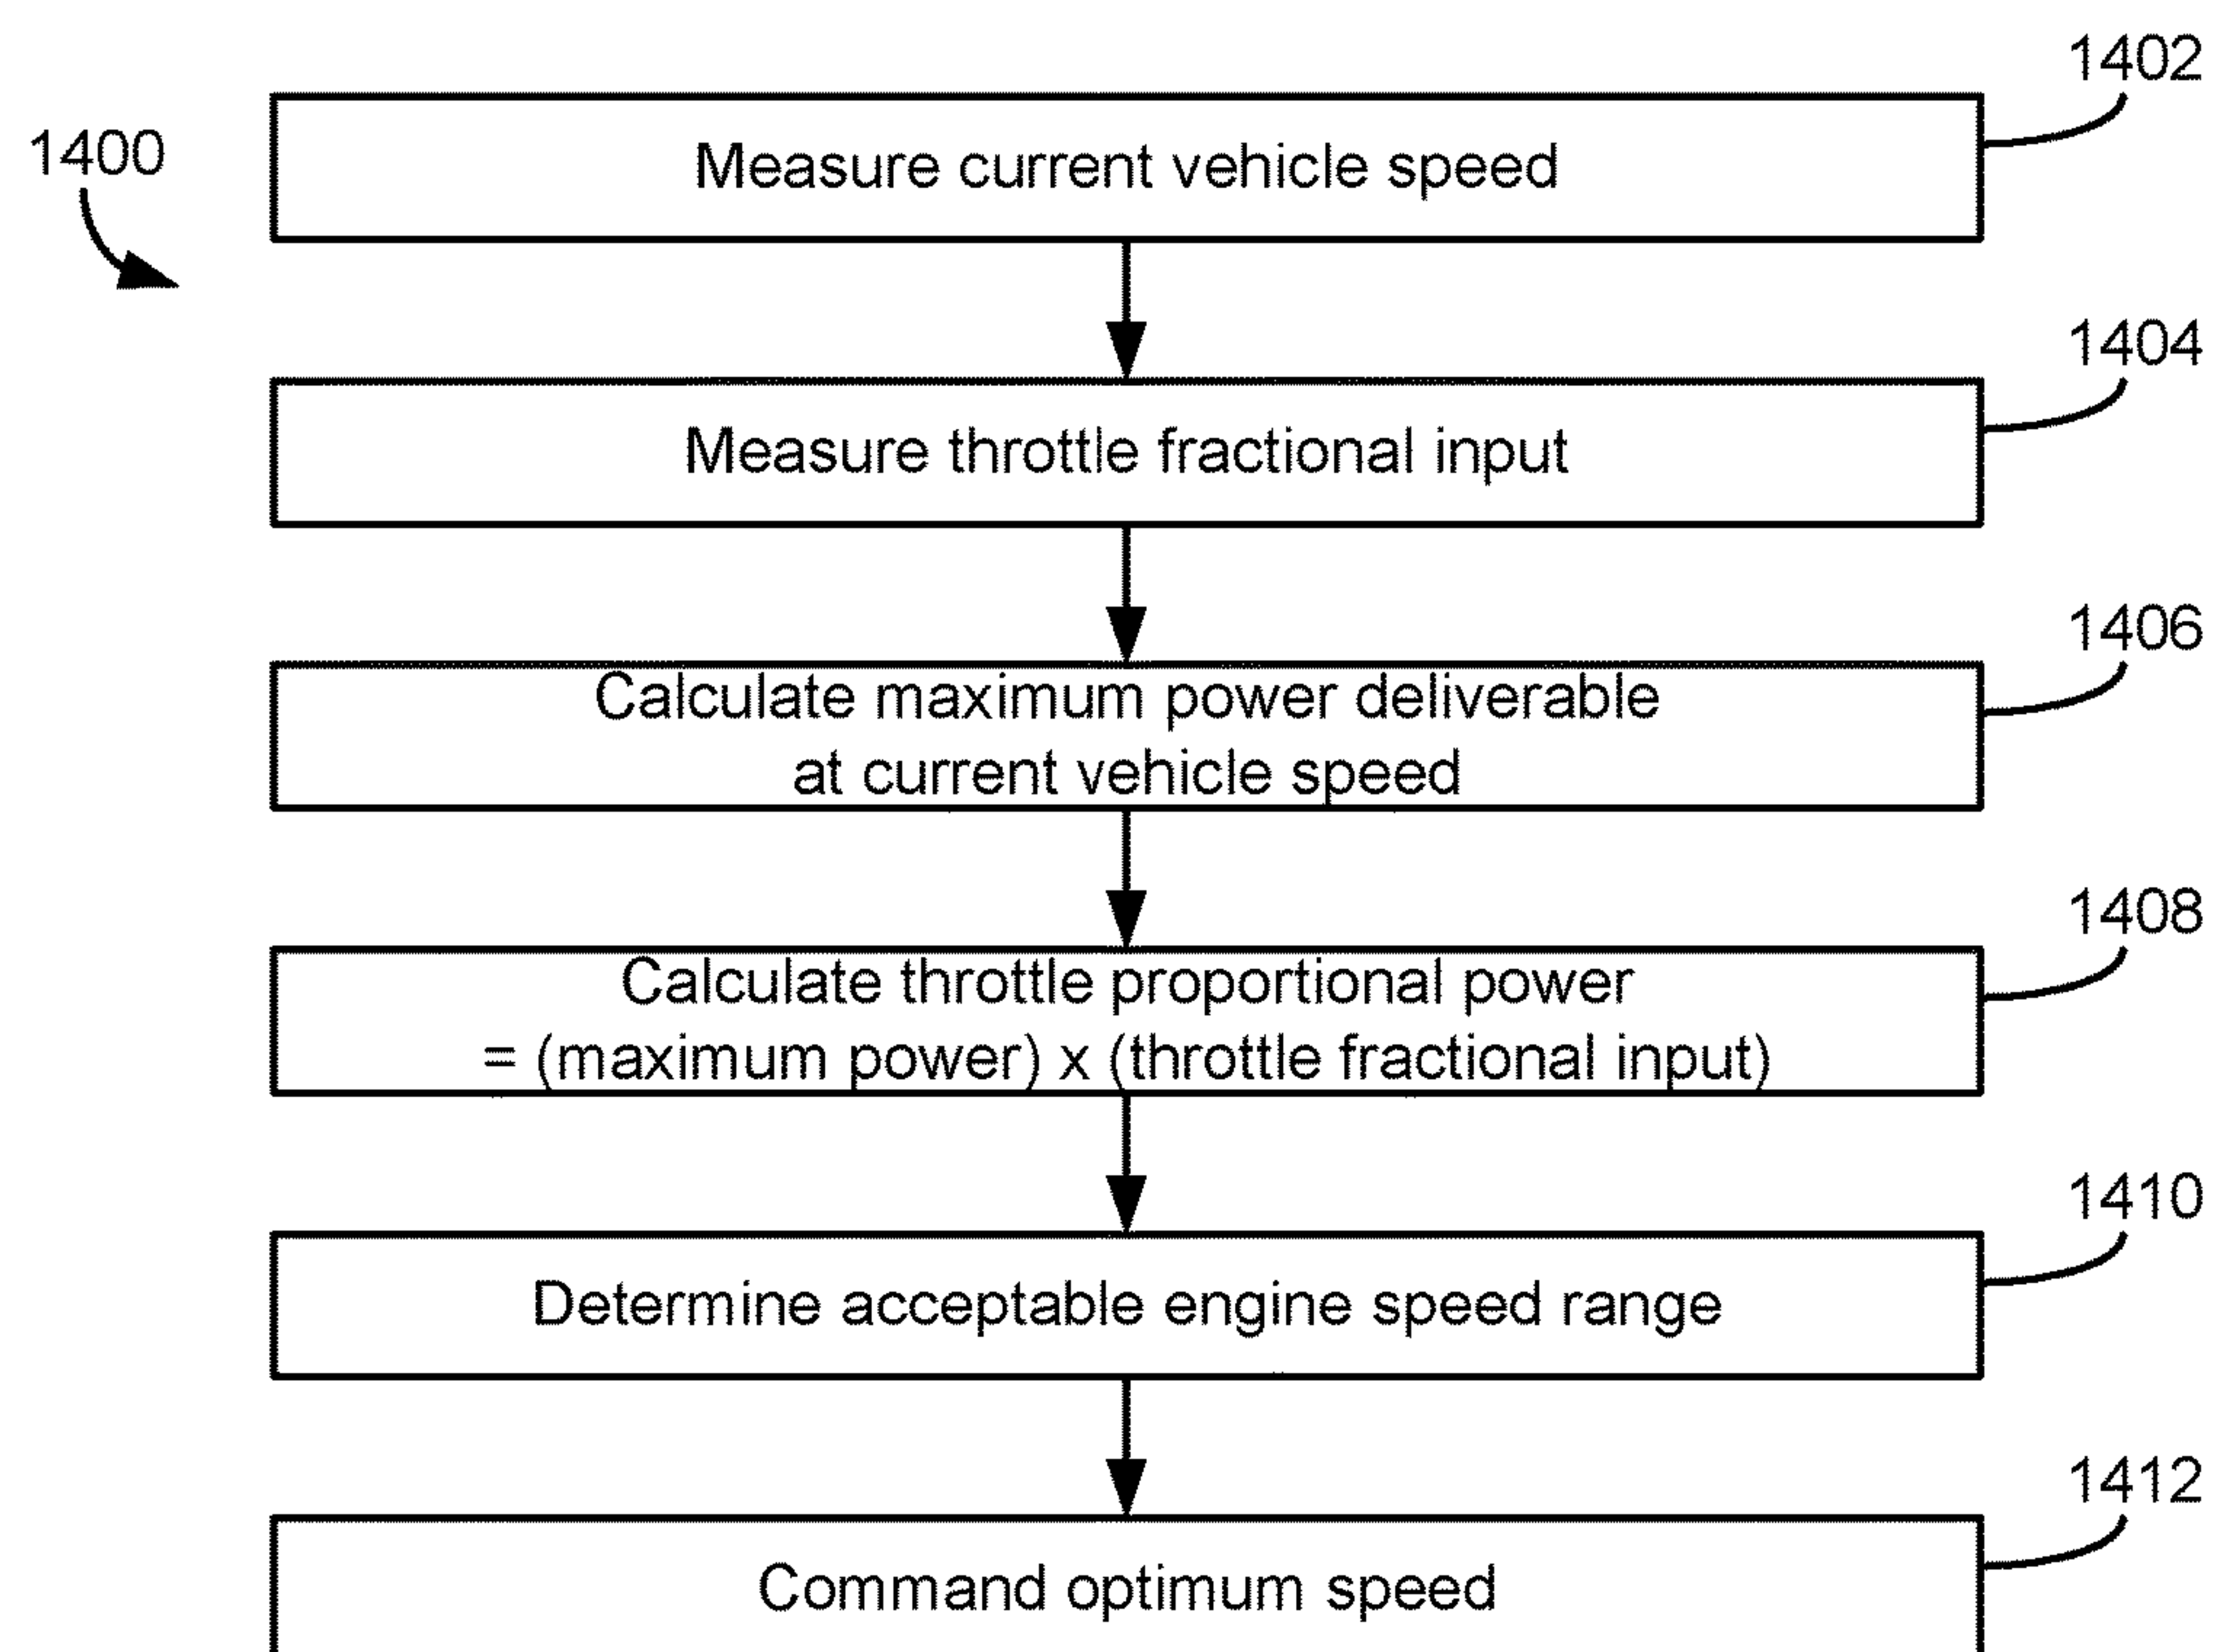 1402
1400
Measure current vehicle speed
1404
Measure throttle fractional input
1406
Calculate maximum power deliverable
at current vehicle speed
1408
Calculate throttle proportional power
= (maximum power) x (throttle fractional input)
1410
Determine acceptable engine speed range
1412
Command optimum speed